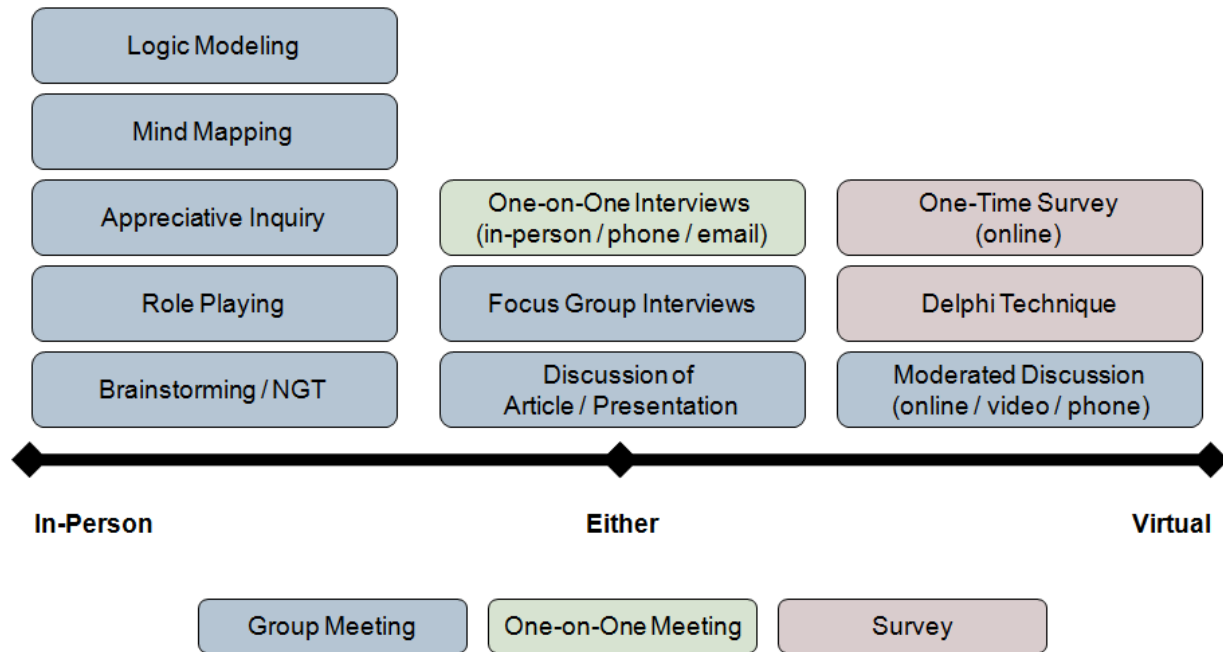 Logic Modeling
Mind Mapping
Appreciative Inquiry
Role Playing
Brainstorming / NGT
One-on-One Interviews
(in-person / phone / email)
Focus Group Interviews
Discussion of
Article / Presentation
One-Time Survey
(online)
Delphi Technique
Moderated Discussion
(online / video / phone)
In-Person
Either
Virtual
Group Meeting
One-on-One Meeting
Survey